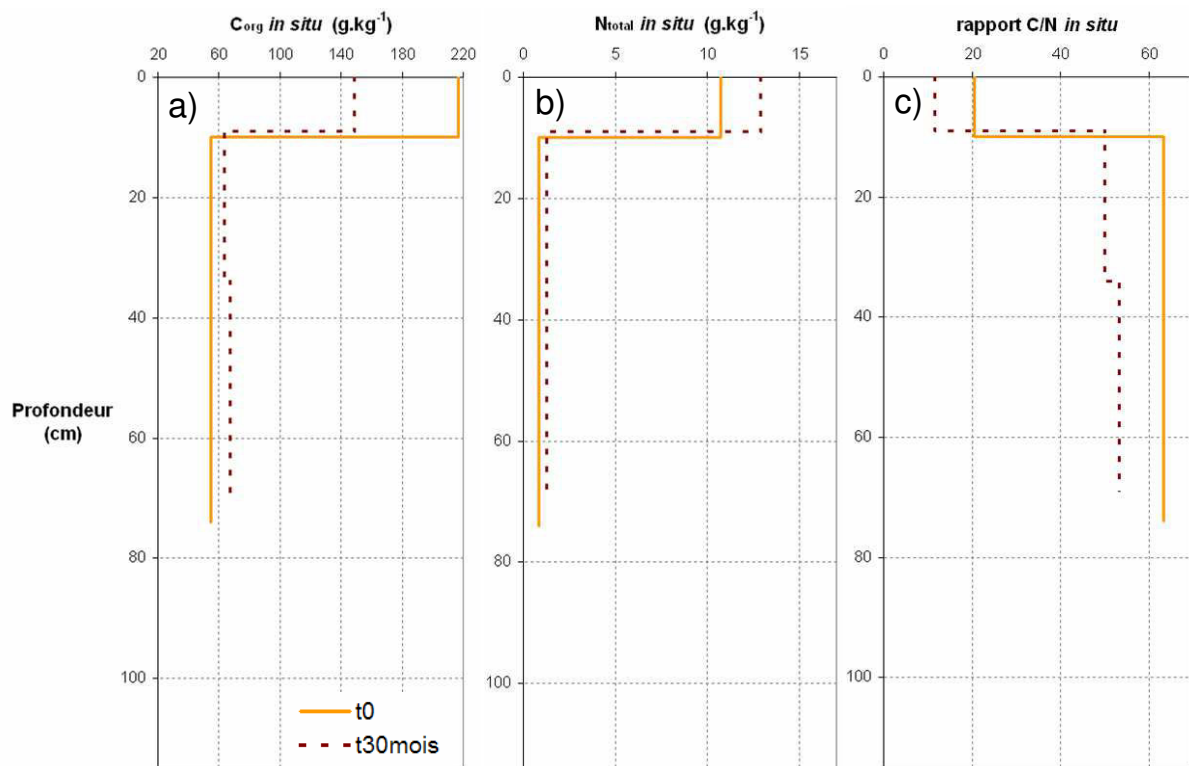 Corg in situ (g.kg-1)
20 60 100 140 180 220
0
20
40
60
80
100
a)
Profondeur
(cm)
t0
t30mois
Ntotal in situ (g.kg-1)
0 5 10 15
0
20
40
60
80
100
b)
rapport C/N in situ
0 20 40 60
0
20
40
60
80
100
c)